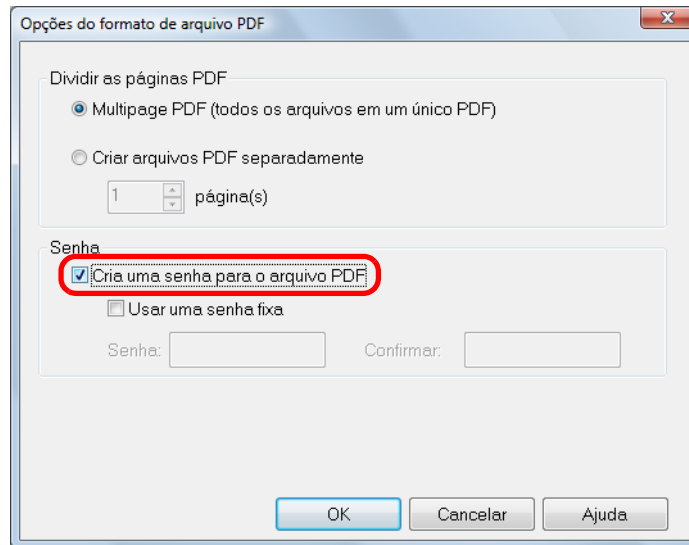 Opções do formato de arquivo PDF
Dividir as páginas PDF
Multipage PDF (todos os arquivos em um único PDF)
Criar arquivos PDF separadamente
1 página(s)
Senha
Cria uma senha para o arquivo PDF
Usar uma senha fixa
Senha: Confirmar:
OK Cancelar Ajuda